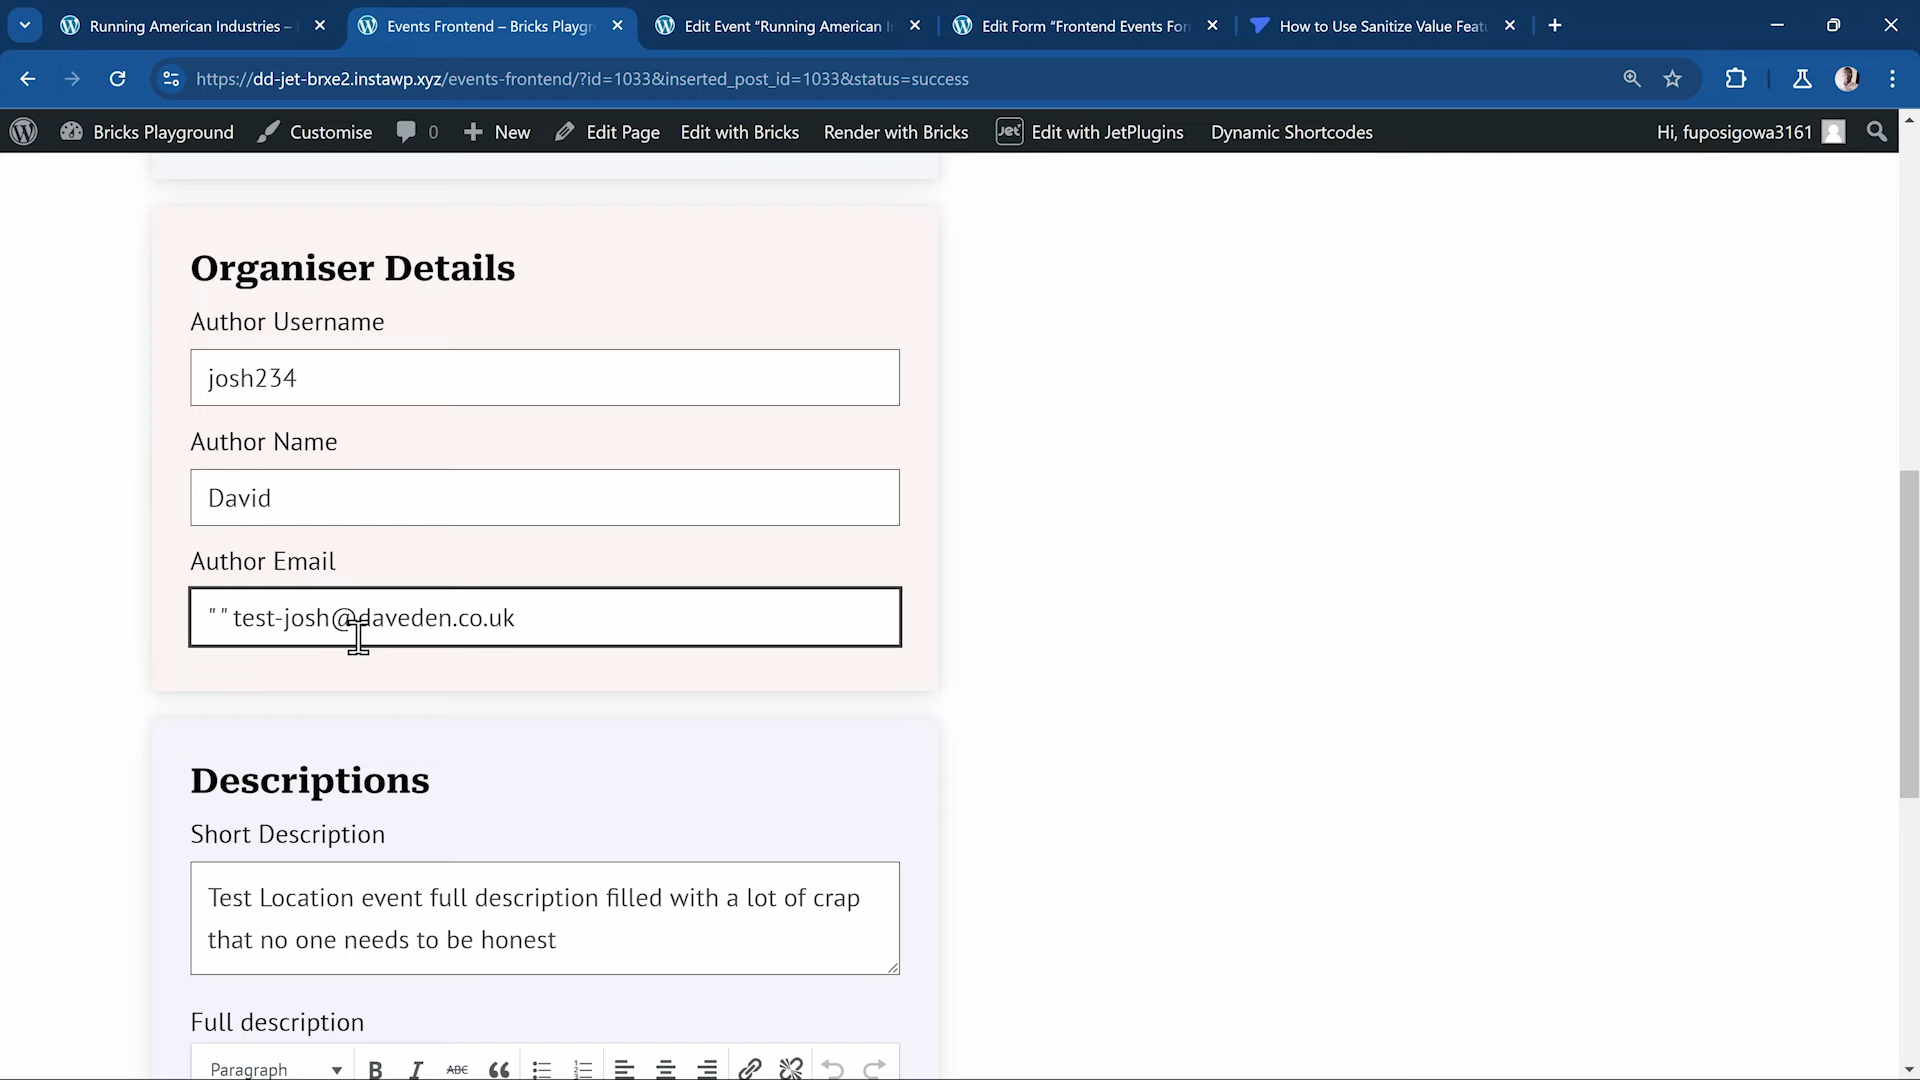 Running American Industries –
Events Frontend – Bricks Playgr
Edit Event “Running American I
Edit Form “Frontend Events For
How to Use Sanitize Value Feat
https://dd-jet-brxe2.instawp.xyz/events-frontend/?id=1033&inserted_post_id=1033&status=success
Bricks Playground
Customise
0
New
Edit Page
Edit with Bricks
Render with Bricks
Jet
Edit with JetPlugins
Dynamic Shortcodes
Hi, fuposigowa3161
Organiser Details
Author Username
josh234
Author Name
David
Author Email
" " test-josh@daveden.co.uk
Descriptions
Short Description
Test Location event full description filled with a lot of crap
that no one needs to be honest
Full description
Paragraph
B
I
ABC